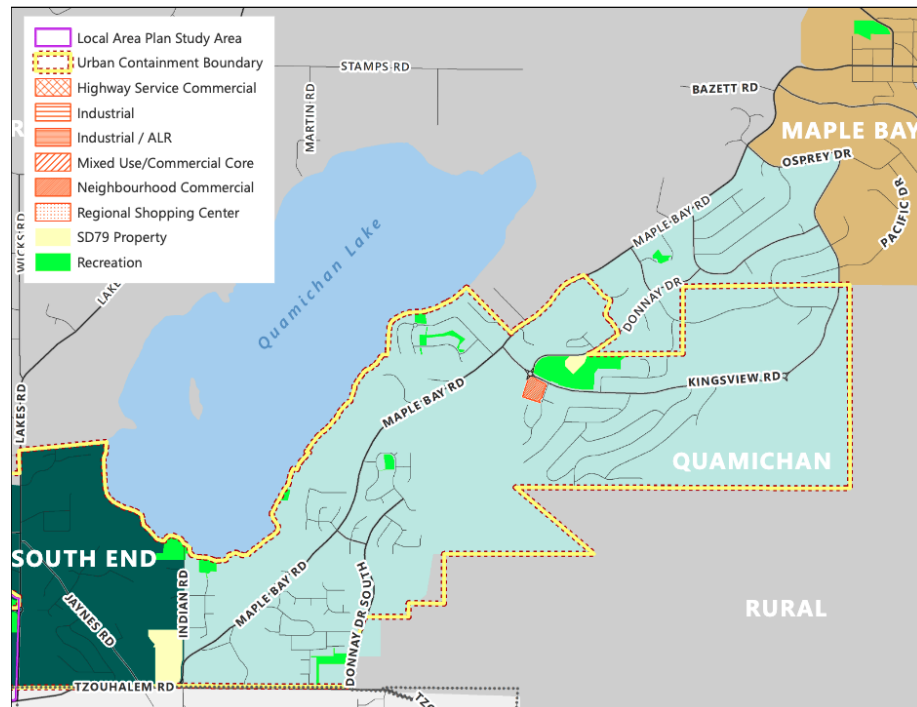 Local Area Plan Study Area
Urban Containment Boundary
Highway Service Commercial
Industrial
Industrial / ALR
Mixed Use/Commercial Core
Neighbourhood Commercial
Regional Shopping Center
SD79 Property
Recreation
STAMPS RD
MARTIN RD
BAZETT RD
MAPLE BAY
OSPREY DR
PACIFIC DR
R
WICKS RD
LAKE
Quamichan Lake
MAPLE BAY RD
DONNAY DR
KINGSVIEW RD
MAPLE BAY RD
LAKES RD
QUAMICHAN
SOUTH END
INDIAN RD
MAPLE BAY RD
DONNAY DR SOUTH
JAYNES RD
RURAL
TZOUHALEM RD
TZO